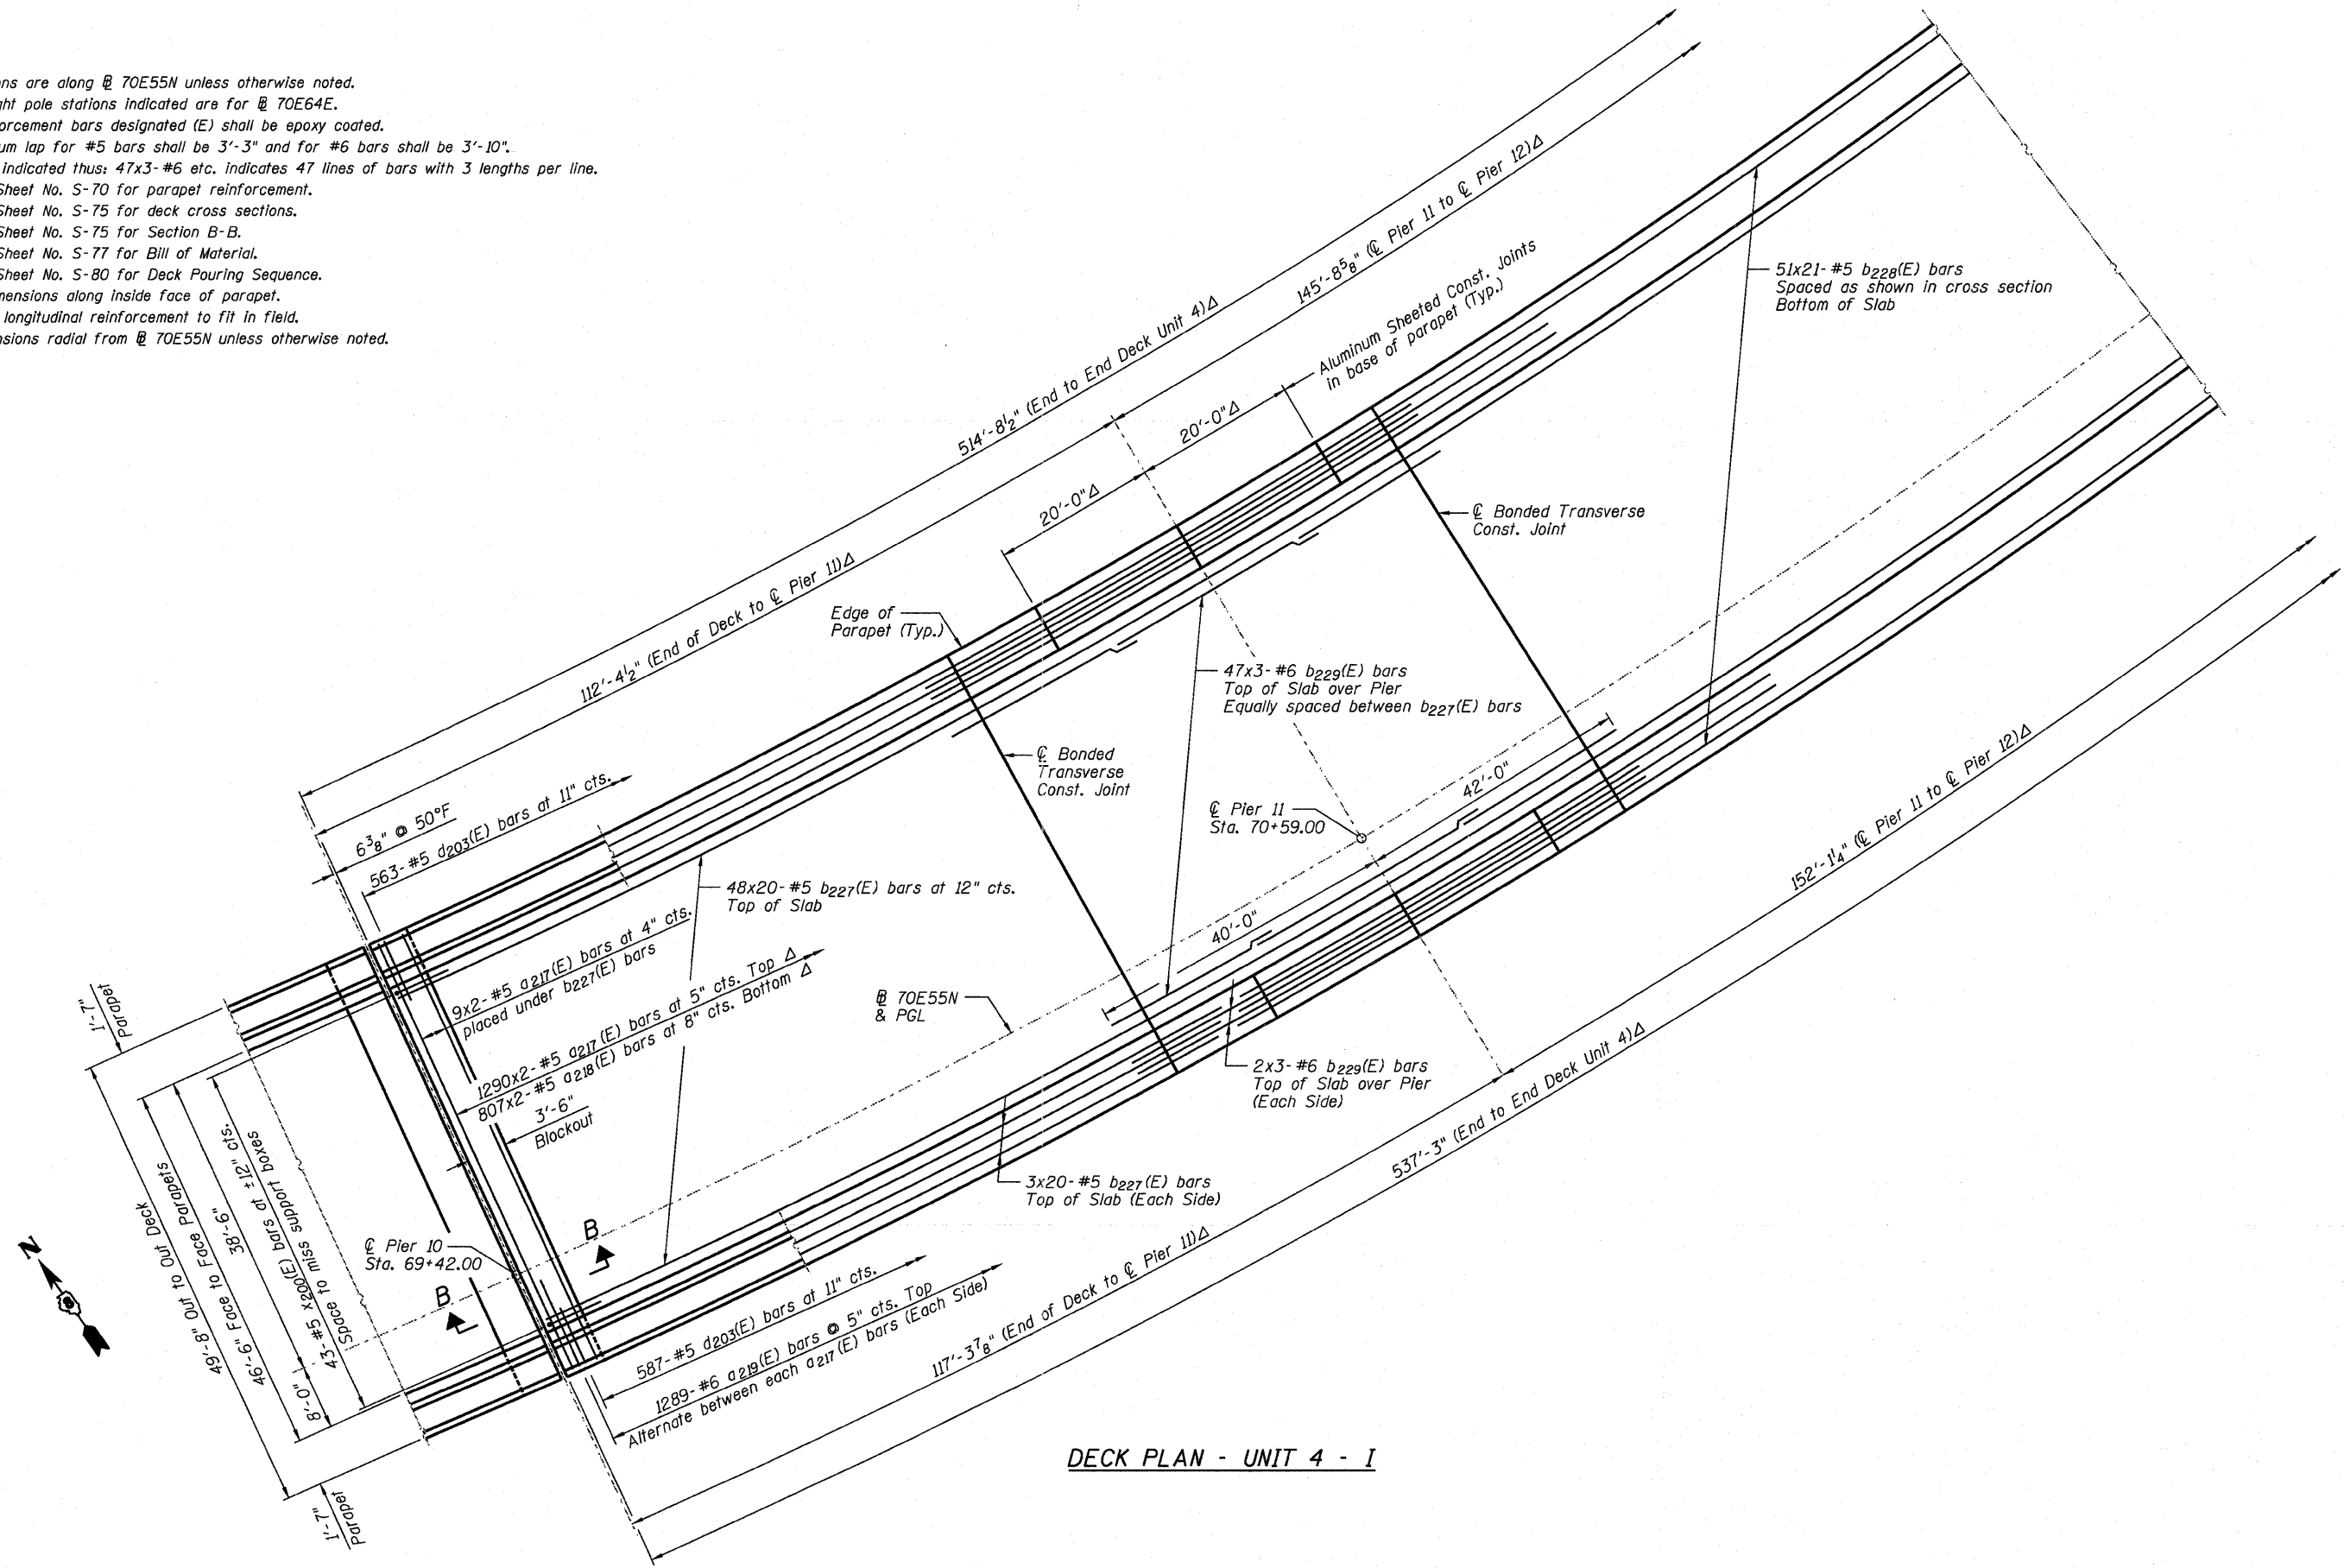 ons are along ℞ 70E55N unless otherwise noted.
ght pole stations indicated are for ℞ 70E64E.
orcement bars designated (E) shall be epoxy coated.
um lap for #5 bars shall be 3'-3" and for #6 bars shall be 3'-10".
indicated thus: 47x3-#6 etc. indicates 47 lines of bars with 3 lengths per line.
Sheet No. S-70 for parapet reinforcement.
Sheet No. S-75 for deck cross sections.
Sheet No. S-75 for Section B-B.
Sheet No. S-77 for Bill of Material.
Sheet No. S-80 for Deck Pouring Sequence.
mensions along inside face of parapet.
longitudinal reinforcement to fit in field.
nsions radial from ℞ 70E55N unless otherwise noted.
514'-8½" (End to End Deck Unit 4)Δ
145'-8⅝" (℄ Pier 11 to ℄ Pier 12)Δ
112'-4½" (End of Deck to ℄ Pier 11)Δ
20'-0"Δ
20'-0"Δ
Aluminum Sheeted Const. Joints
in base of parapet (Typ.)
51x21-#5 b228(E) bars
Spaced as shown in cross section
Bottom of Slab
℄ Bonded Transverse
Const. Joint
Edge of
Parapet (Typ.)
47x3-#6 b229(E) bars
Top of Slab over Pier
Equally spaced between b227(E) bars
℄ Bonded
Transverse
Const. Joint
℄ Pier 11
Sta. 70+59.00
42'-0"
40'-0"
6⅜" @ 50°F
563-#5 d203(E) bars at 11" cts.
48x20-#5 b227(E) bars at 12" cts.
Top of Slab
9x2-#5 a217(E) bars at 4" cts.
placed under b227(E) bars
1290x2-#5 a217(E) bars at 5" cts. Top Δ
807x2-#5 a218(E) bars at 8" cts. Bottom Δ
3'-6"
Blockout
℞ 70E55N
& PGL
2x3-#6 b229(E) bars
Top of Slab over Pier
(Each Side)
3x20-#5 b227(E) bars
Top of Slab (Each Side)
152'-1¼" (℄ Pier 11 to ℄ Pier 12)Δ
537'-3" (End to End Deck Unit 4)Δ
117'-3⅞" (End of Deck to ℄ Pier 11)Δ
587-#5 d203(E) bars at 11" cts.
1289-#6 a219(E) bars @ 5" cts. Top
Alternate between each a217(E) bars (Each Side)
℄ Pier 10
Sta. 69+42.00
B
B
1'-7"
Parapet
49'-8" Out to Out Deck
46'-6" Face to Face Parapets
38'-6"
8'-0"
43-#5 x200(E) bars at ±12" cts.
Space to miss support boxes
1'-7"
Parapet
N
DECK PLAN - UNIT 4 - I